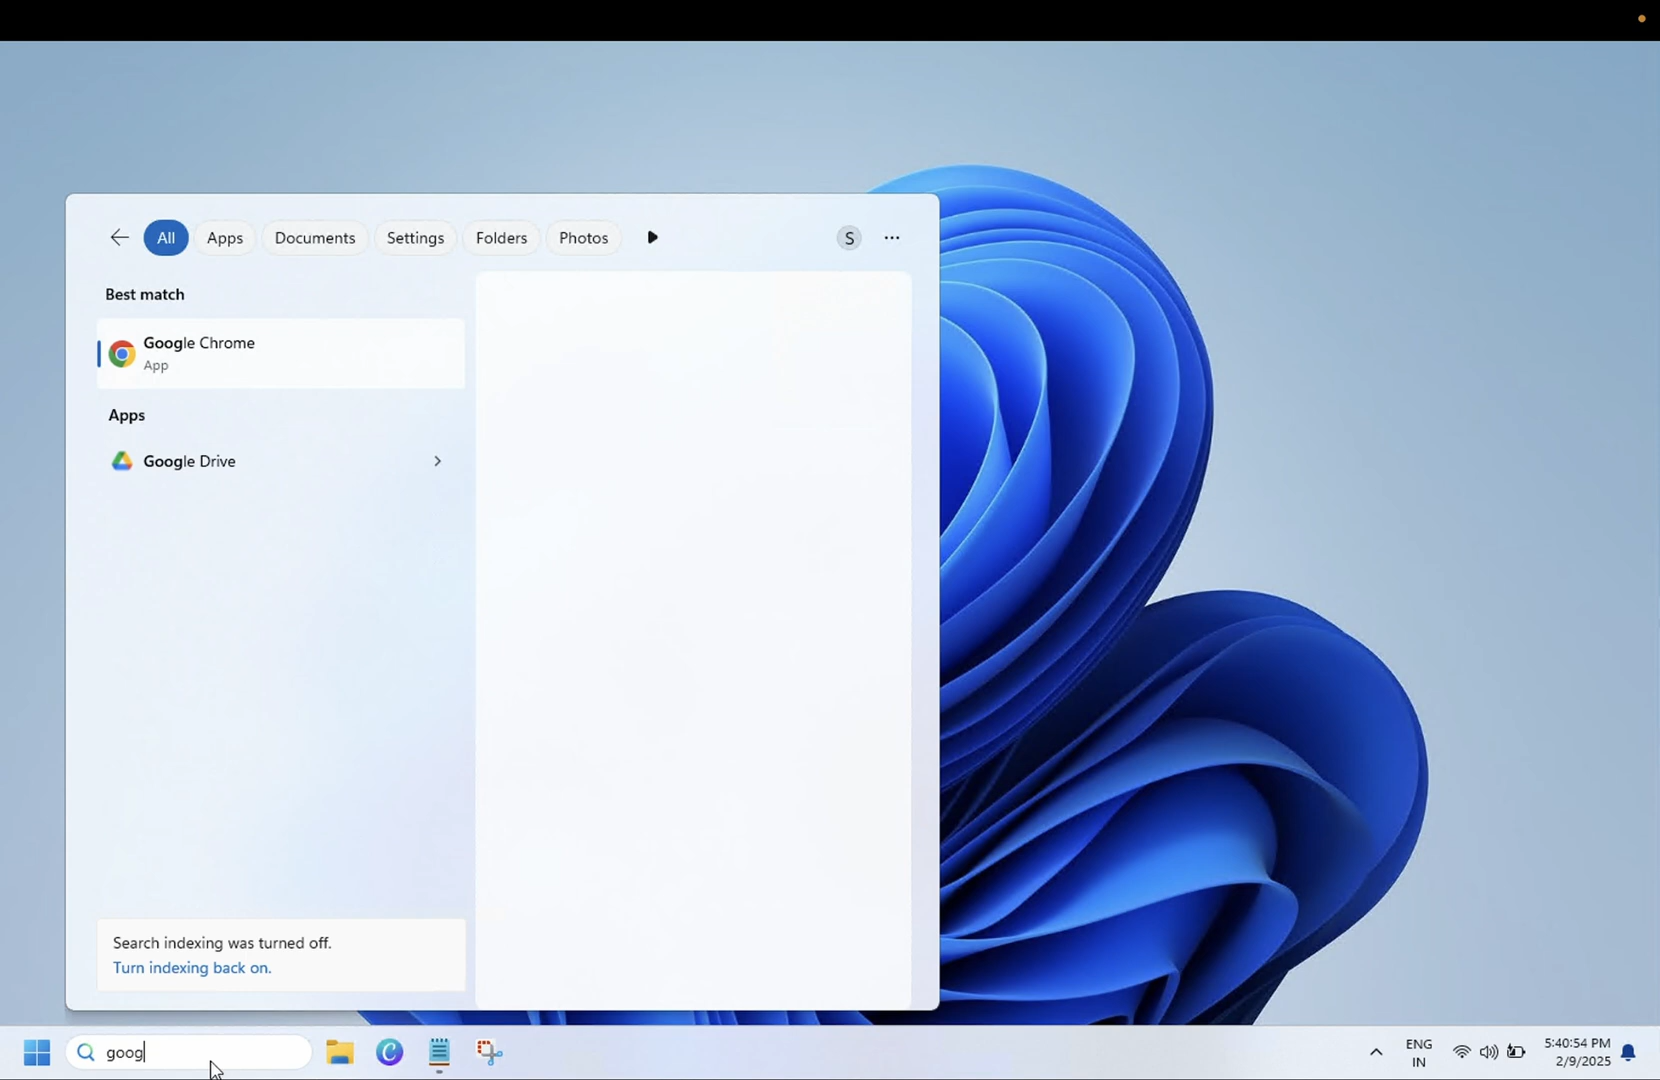 All Apps Documents Settings Folders Photos S
Best match
Google Chrome
App
Apps
Google Drive
Search indexing was turned off.
Turn indexing back on.
goog
ENG
IN
5:40:54 PM
2/9/2025